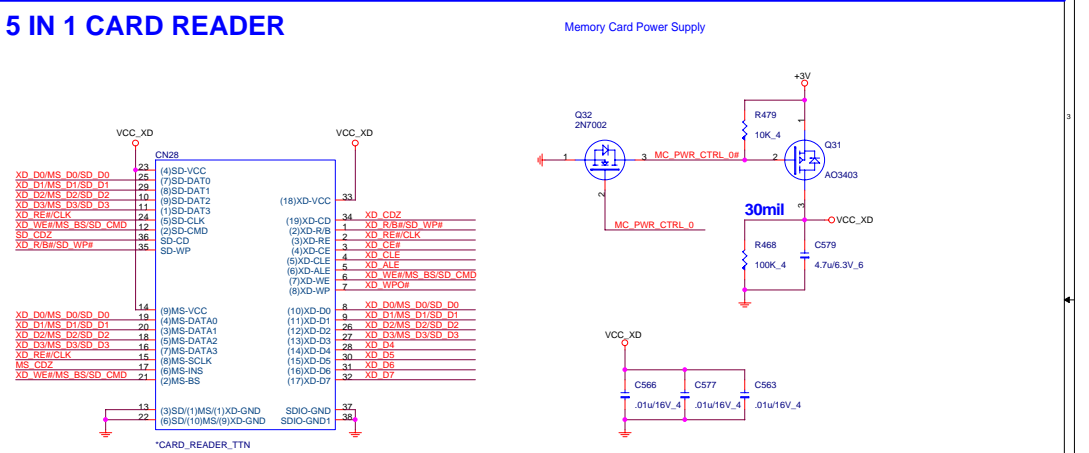 5 IN 1 CARD READER
Memory Card Power Supply
3
+3V
Q32
2N7002
R479
10K_4
1
Q31
1
3
MC_PWR_CTRL_0#
2
AO3403
2
MC_PWR_CTRL_0
30mil
3
VCC_XD
R468
100K_4
C579
4.7u/6.3V_6
VCC_XD
VCC_XD
CN28
23 (4)SD-VCC
XD_D0/MS_D0/SD_D0 25 (7)SD-DAT0
XD_D1/MS_D1/SD_D1 29 (8)SD-DAT1
XD_D2/MS_D2/SD_D2 10 (9)SD-DAT2
XD_D3/MS_D3/SD_D3 11 (1)SD-DAT3
XD_RE#/CLK 24 (5)SD-CLK
XD_WE#/MS_BS/SD_CMD 12 (2)SD-CMD
SD_CDZ 36 SD-CD
XD_R/B#/SD_WP# 35 SD-WP
(18)XD-VCC 33
(19)XD-CD 34 XD_CDZ
(2)XD-R/B 1 XD_R/B#/SD_WP#
(3)XD-RE 2 XD_RE#/CLK
(4)XD-CE 3 XD_CE#
(5)XD-CLE 4 XD_CLE
(6)XD-ALE 5 XD_ALE
(7)XD-WE 6 XD_WE#/MS_BS/SD_CMD
(8)XD-WP 7 XD_WPO#
14 (9)MS-VCC
XD_D0/MS_D0/SD_D0 19 (4)MS-DATA0
XD_D1/MS_D1/SD_D1 20 (3)MS-DATA1
XD_D2/MS_D2/SD_D2 18 (5)MS-DATA2
XD_D3/MS_D3/SD_D3 16 (7)MS-DATA3
XD_RE#/CLK 15 (8)MS-SCLK
MS_CDZ 17 (6)MS-INS
XD_WE#/MS_BS/SD_CMD 21 (2)MS-BS
(10)XD-D0 8 XD_D0/MS_D0/SD_D0
(11)XD-D1 9 XD_D1/MS_D1/SD_D1
(12)XD-D2 26 XD_D2/MS_D2/SD_D2
(13)XD-D3 27 XD_D3/MS_D3/SD_D3
(14)XD-D4 28 XD_D4
(15)XD-D5 30 XD_D5
(16)XD-D6 31 XD_D6
(17)XD-D7 32 XD_D7
13 (3)SD/(1)MS/(1)XD-GND
22 (6)SD/(10)MS/(9)XD-GND
SDIO-GND 37
SDIO-GND1 38
*CARD_READER_TTN
VCC_XD
C566
.01u/16V_4
C577
.01u/16V_4
C563
.01u/16V_4